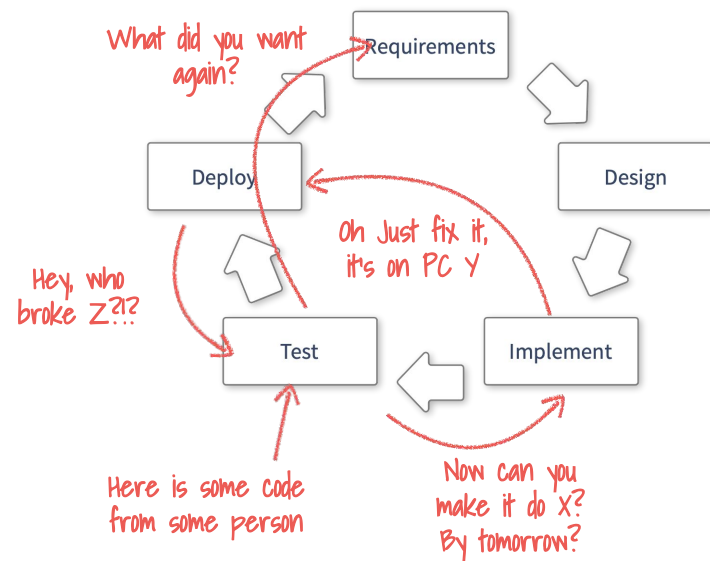 What did you want
again?
Requirements
Deploy
Design
Oh Just fix it,
it's on PC Y
Hey, who
broke Z?!?
Test
Implement
Here is some code
from some person
Now can you
make it do X?
By tomorrow?